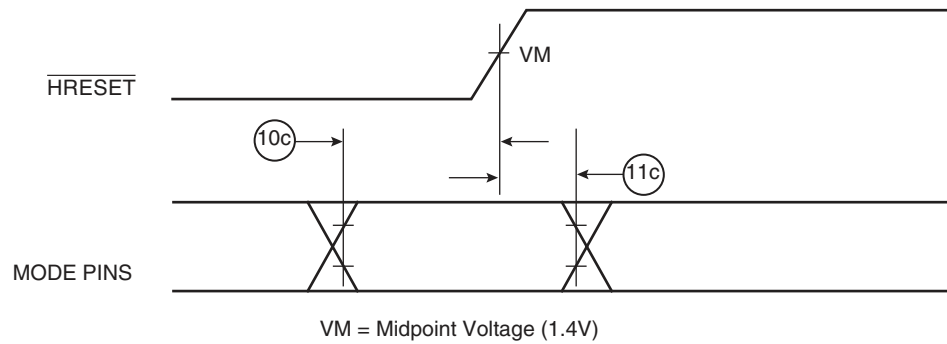 HRESET
VM
10c
11c
MODE PINS
VM = Midpoint Voltage (1.4V)